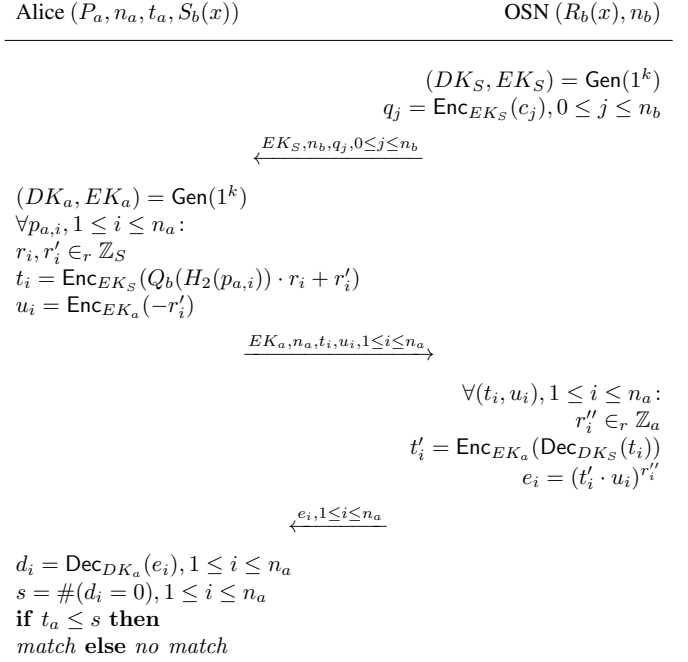 Alice (P_a, n_a, t_a, S_b(x)) OSN (R_b(x), n_b)
(DK_S, EK_S) = Gen(1^k)
q_j = Enc_{EK_S}(c_j), 0 ≤ j ≤ n_b
EK_S, n_b, q_j, 0≤j≤n_b
(DK_a, EK_a) = Gen(1^k)
∀p_{a,i}, 1 ≤ i ≤ n_a:
r_i, r'_i ∈_r ℤ_S
t_i = Enc_{EK_S}(Q_b(H_2(p_{a,i})) · r_i + r'_i)
u_i = Enc_{EK_a}(−r'_i)
EK_a, n_a, t_i, u_i, 1≤i≤n_a
∀(t_i, u_i), 1 ≤ i ≤ n_a:
r''_i ∈_r ℤ_a
t'_i = Enc_{EK_a}(Dec_{DK_S}(t_i))
e_i = (t'_i · u_i)^{r''_i}
e_i, 1≤i≤n_a
d_i = Dec_{DK_a}(e_i), 1 ≤ i ≤ n_a
s = #(d_i = 0), 1 ≤ i ≤ n_a
if t_a ≤ s then
match else no match